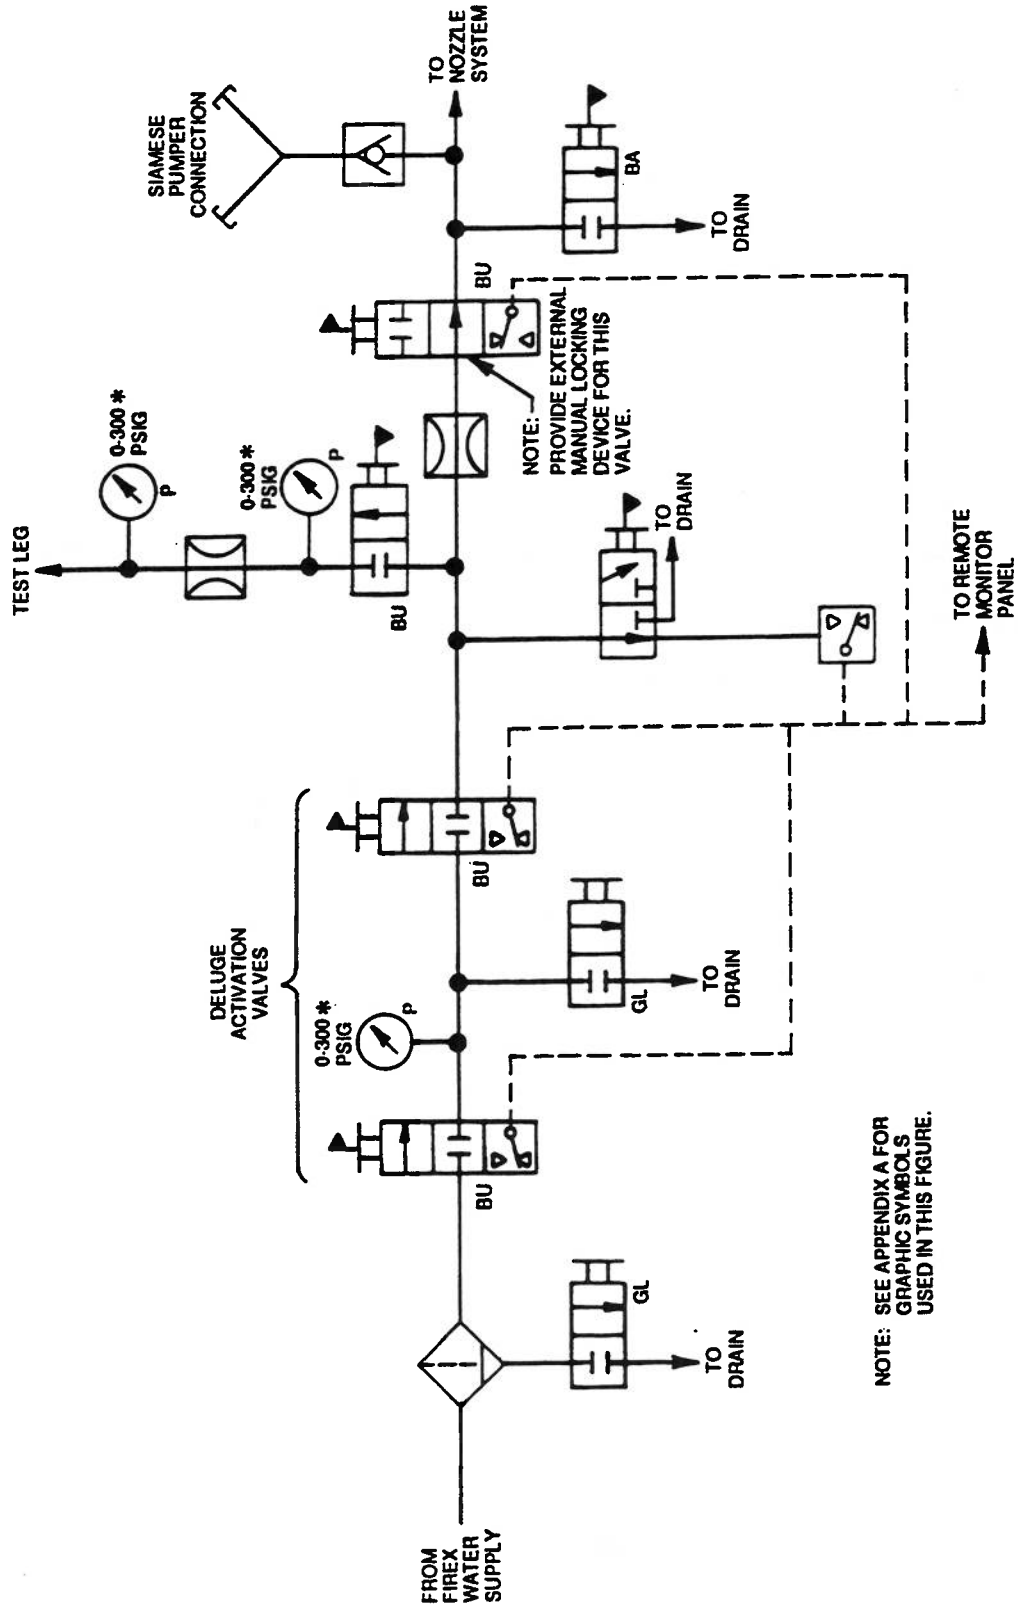 FROM
FIREX
WATER
SUPPLY
TO
DRAIN
GL
BU
DELUGE
ACTIVATION
VALVES
0-300*
PSIG
P
GL
TO
DRAIN
BU
TEST LEG
0-300*
PSIG
P
0-300*
PSIG
P
BU
TO
DRAIN
NOTE:
PROVIDE EXTERNAL
MANUAL LOCKING
DEVICE FOR THIS
VALVE.
BU
SIAMESE
PUMPER
CONNECTION
TO
NOZZLE
SYSTEM
BA
TO
DRAIN
TO REMOTE
MONITOR
PANEL
NOTE: SEE APPENDIX A FOR
GRAPHIC SYMBOLS
USED IN THIS FIGURE.